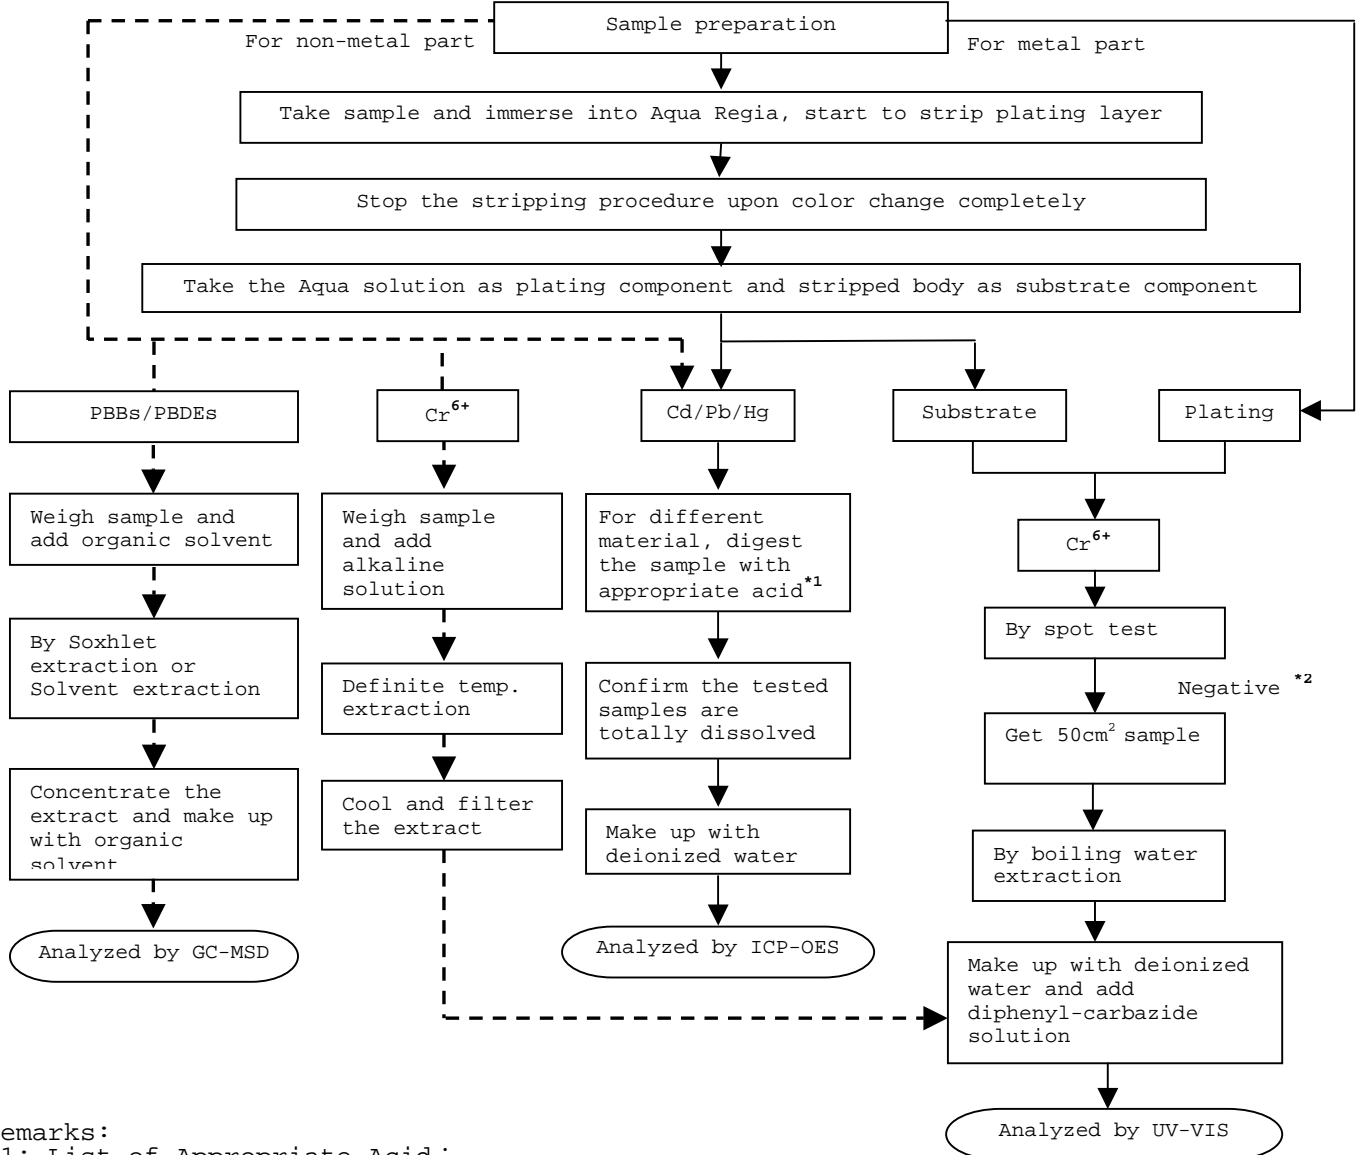 Sample preparation
For non-metal part
For metal part
Take sample and immerse into Aqua Regia, start to strip plating layer
Stop the stripping procedure upon color change completely
Take the Aqua solution as plating component and stripped body as substrate component
PBBs/PBDEs
Cr6+
Cd/Pb/Hg
Substrate
Plating
Weigh sample and
add organic solvent
By Soxhlet
extraction or
Solvent extraction
Concentrate the
extract and make up
with organic
solvent
Analyzed by GC-MSD
Weigh sample
and add
alkaline
solution
Definite temp.
extraction
Cool and filter
the extract
For different
material, digest
the sample with
appropriate acid*1
Confirm the tested
samples are
totally dissolved
Make up with
deionized water
Analyzed by ICP-OES
Cr6+
By spot test
Negative *2
Get 50cm2 sample
By boiling water
extraction
Make up with deionized
water and add
diphenyl-carbazide
solution
Analyzed by UV-VIS
emarks:
1: List of Appropriate Acid: